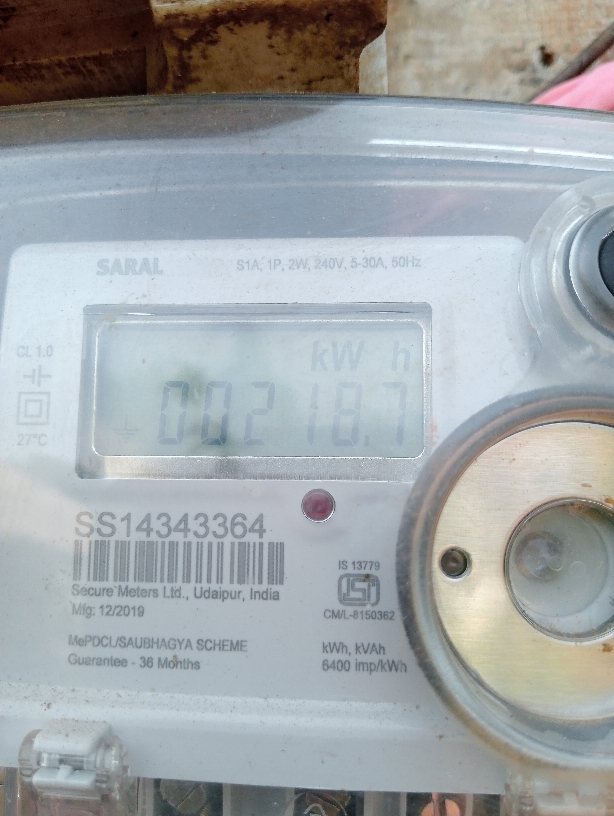 SARAL
S1A, 1P, 2W, 240V, 5-30A, 50Hz
Cl. 1.0
kW h
00218.7
27°C
SS14343364
Secure Meters Ltd., Udaipur, India
Mfg: 12/2019
IS 13779
ISI
CM/L-8150362
MePDCL/SAUBHAGYA SCHEME
Guarantee - 36 Months
kWh, kVAh
6400 imp/kWh